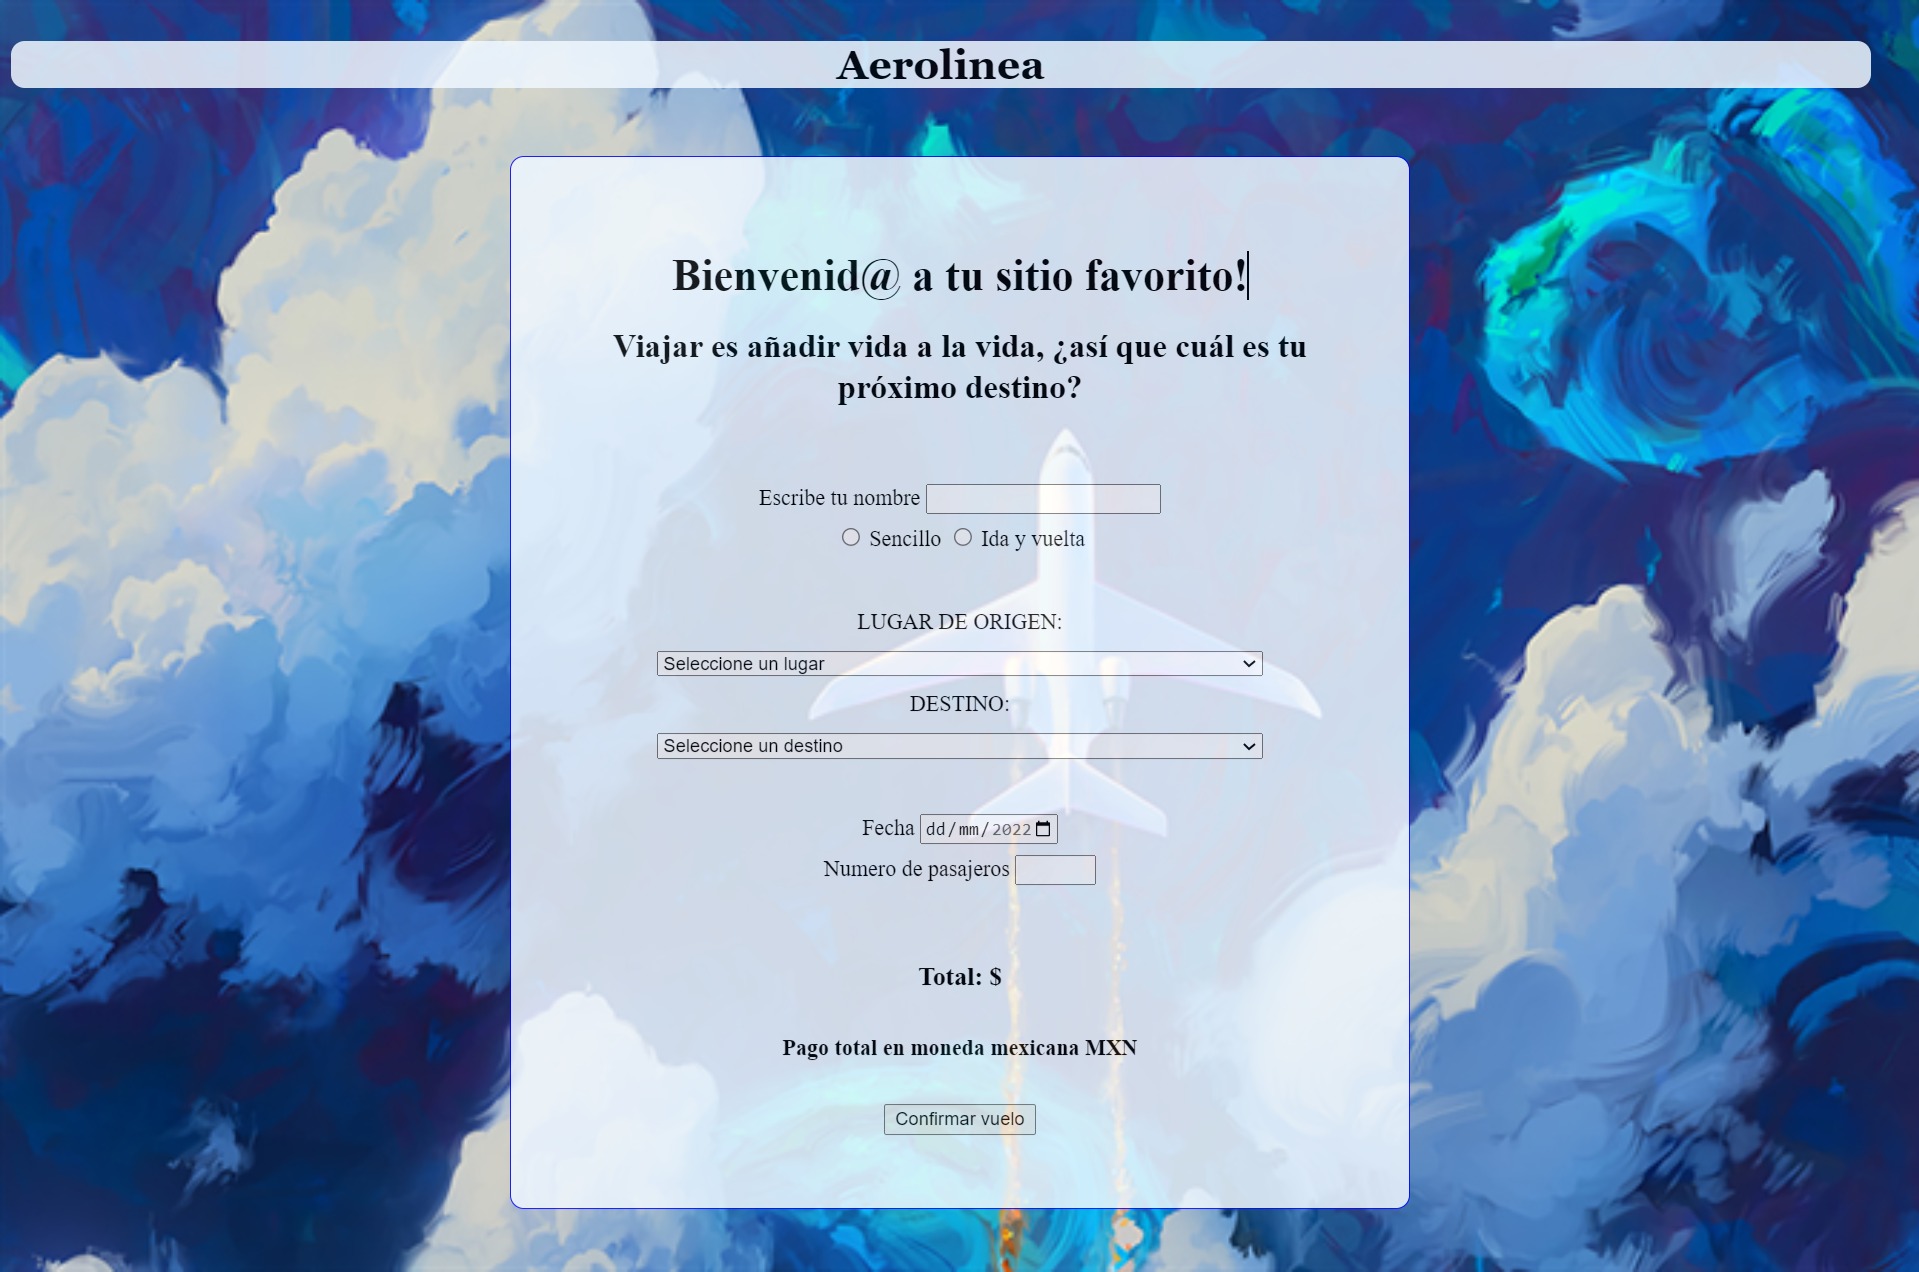 Aerolinea
Bienvenid@ a tu sitio favorito!
Viajar es añadir vida a la vida, ¿así que cuál es tu
próximo destino?
Escribe tu nombre
Sencillo Ida y vuelta
LUGAR DE ORIGEN:
Seleccione un lugar
DESTINO:
Seleccione un destino
Fecha dd/mm/2022
Numero de pasajeros
Total: $
Pago total en moneda mexicana MXN
Confirmar vuelo